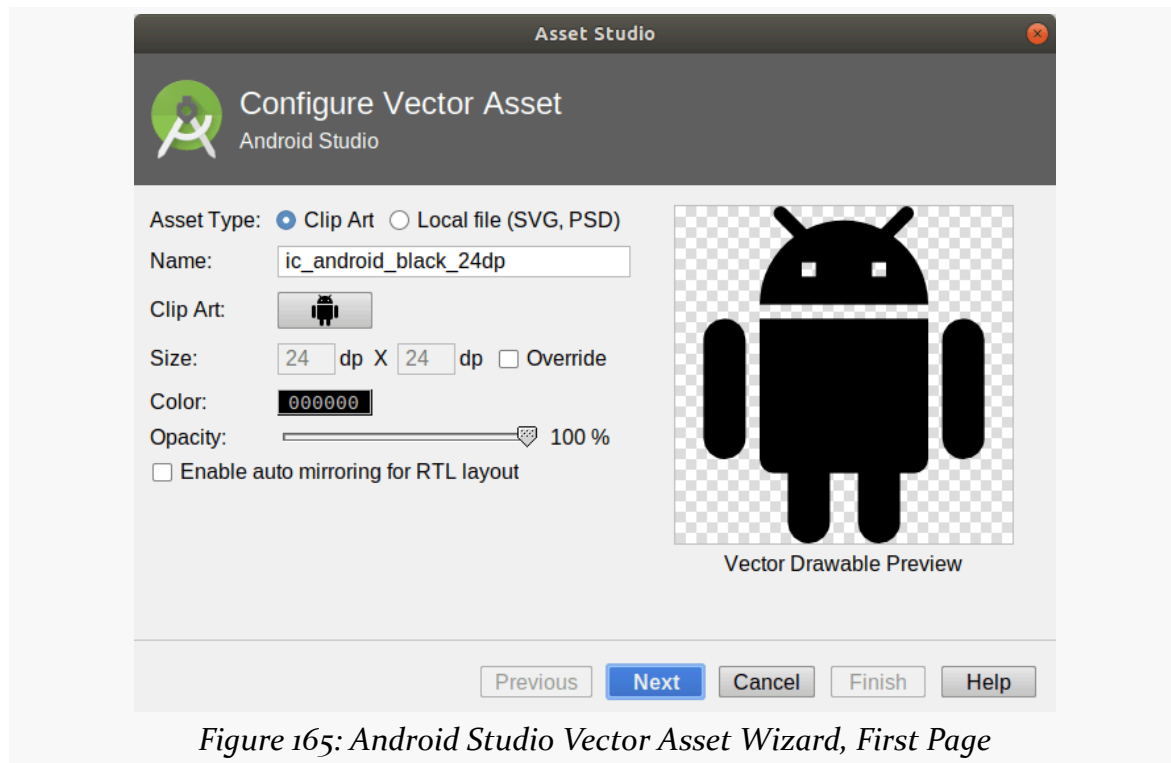 Asset Studio
Configure Vector Asset
Android Studio
Asset Type: Clip Art Local file (SVG, PSD)
Name: ic_android_black_24dp
Clip Art:
Size: 24 dp X 24 dp Override
Color: 000000
Opacity: 100 %
Enable auto mirroring for RTL layout
Vector Drawable Preview
Previous Next Cancel Finish Help
Figure 165: Android Studio Vector Asset Wizard, First Page